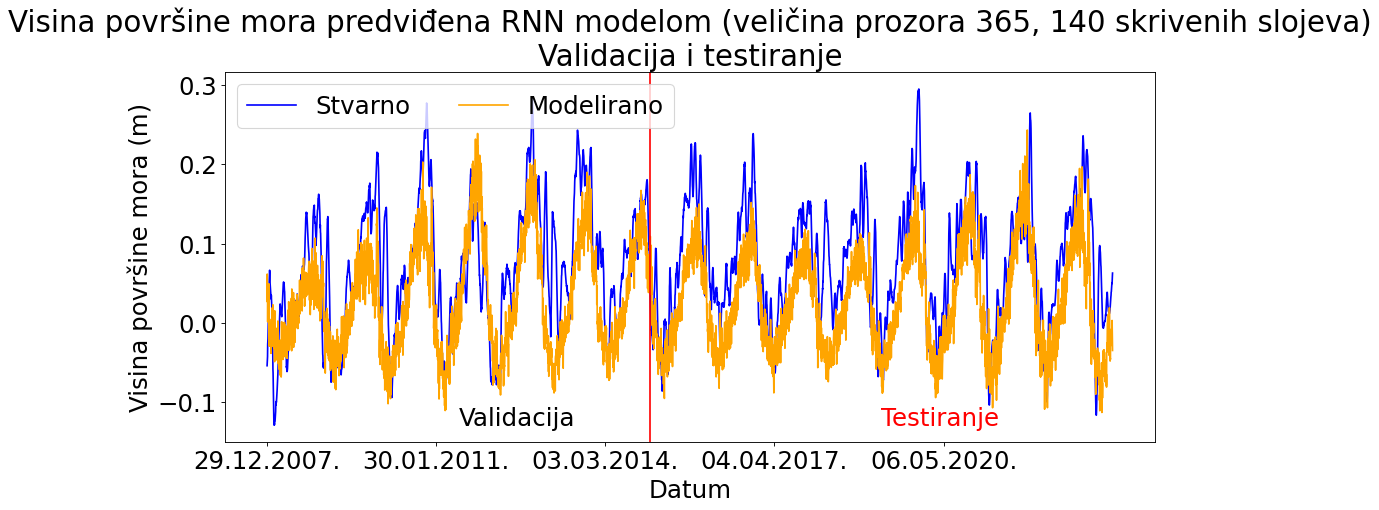 Visina površine mora predviđena RNN modelom (veličina prozora 365, 140 skrivenih slojeva)
Validacija i testiranje
Stvarno
Modelirano
Visina površine mora (m)
0.3
0.2
0.1
0.0
−0.1
Validacija
Testiranje
29.12.2007.
30.01.2011.
03.03.2014.
04.04.2017.
06.05.2020.
Datum